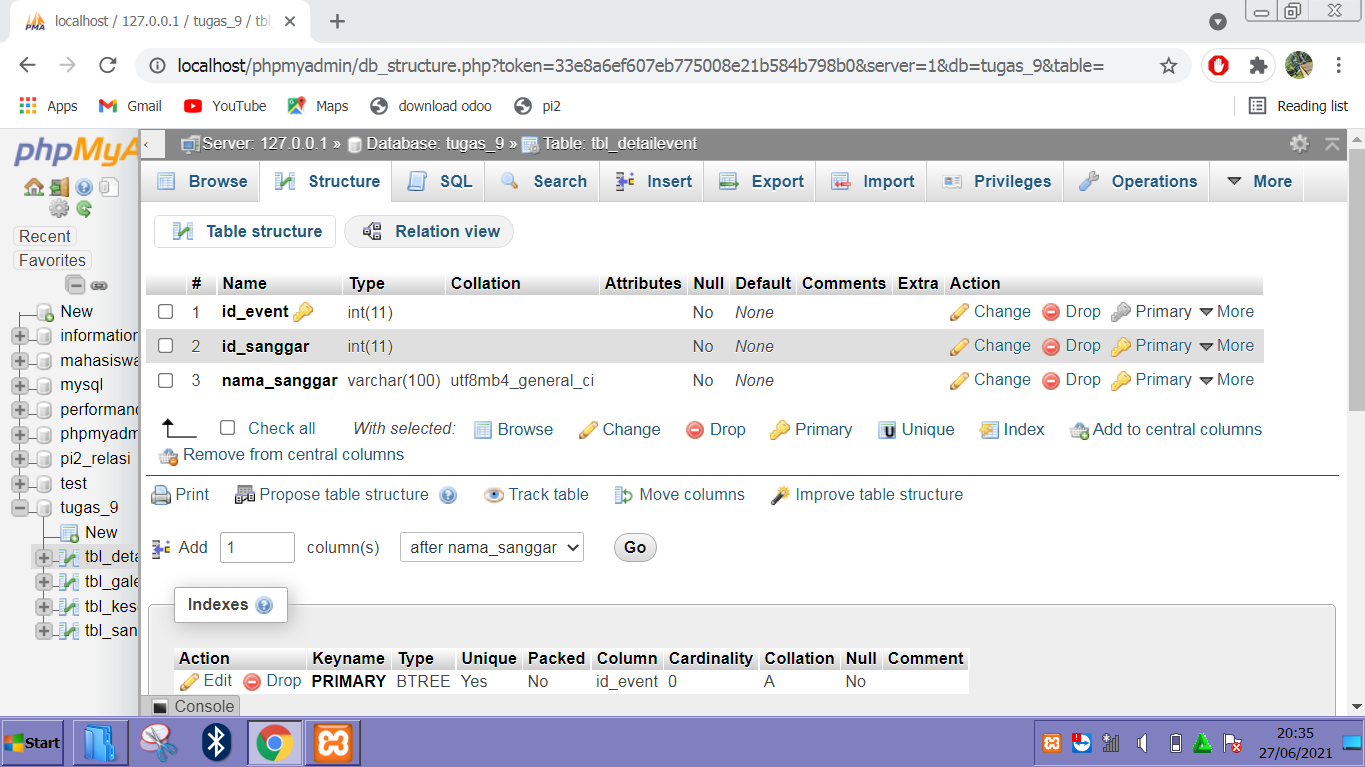 localhost / 127.0.0.1 / tugas_9 / tbl
localhost/phpmyadmin/db_structure.php?token=33e8a6ef607eb775008e21b584b798b0&server=1&db=tugas_9&table=
Apps Gmail YouTube Maps download odoo pi2 Reading list
phpMyA
Server: 127.0.0.1 » Database: tugas_9 » Table: tbl_detailevent
Browse Structure SQL Search Insert Export Import Privileges Operations More
Table structure Relation view
Recent
Favorites
New
information
mahasiswa
mysql
performanc
phpmyadm
pi2_relasi
test
tugas_9
New
tbl_deta
tbl_gale
tbl_kes
tbl_san
# Name Type Collation Attributes Null Default Comments Extra Action
1 id_event int(11) No None Change Drop Primary More
2 id_sanggar int(11) No None Change Drop Primary More
3 nama_sanggar varchar(100) utf8mb4_general_ci No None Change Drop Primary More
Check all With selected: Browse Change Drop Primary Unique Index Add to central columns
Remove from central columns
Print Propose table structure Track table Move columns Improve table structure
Add 1 column(s) after nama_sanggar Go
Indexes
Action Keyname Type Unique Packed Column Cardinality Collation Null Comment
Edit Drop PRIMARY BTREE Yes No id_event 0 A No
Console
Start
20:35
27/06/2021